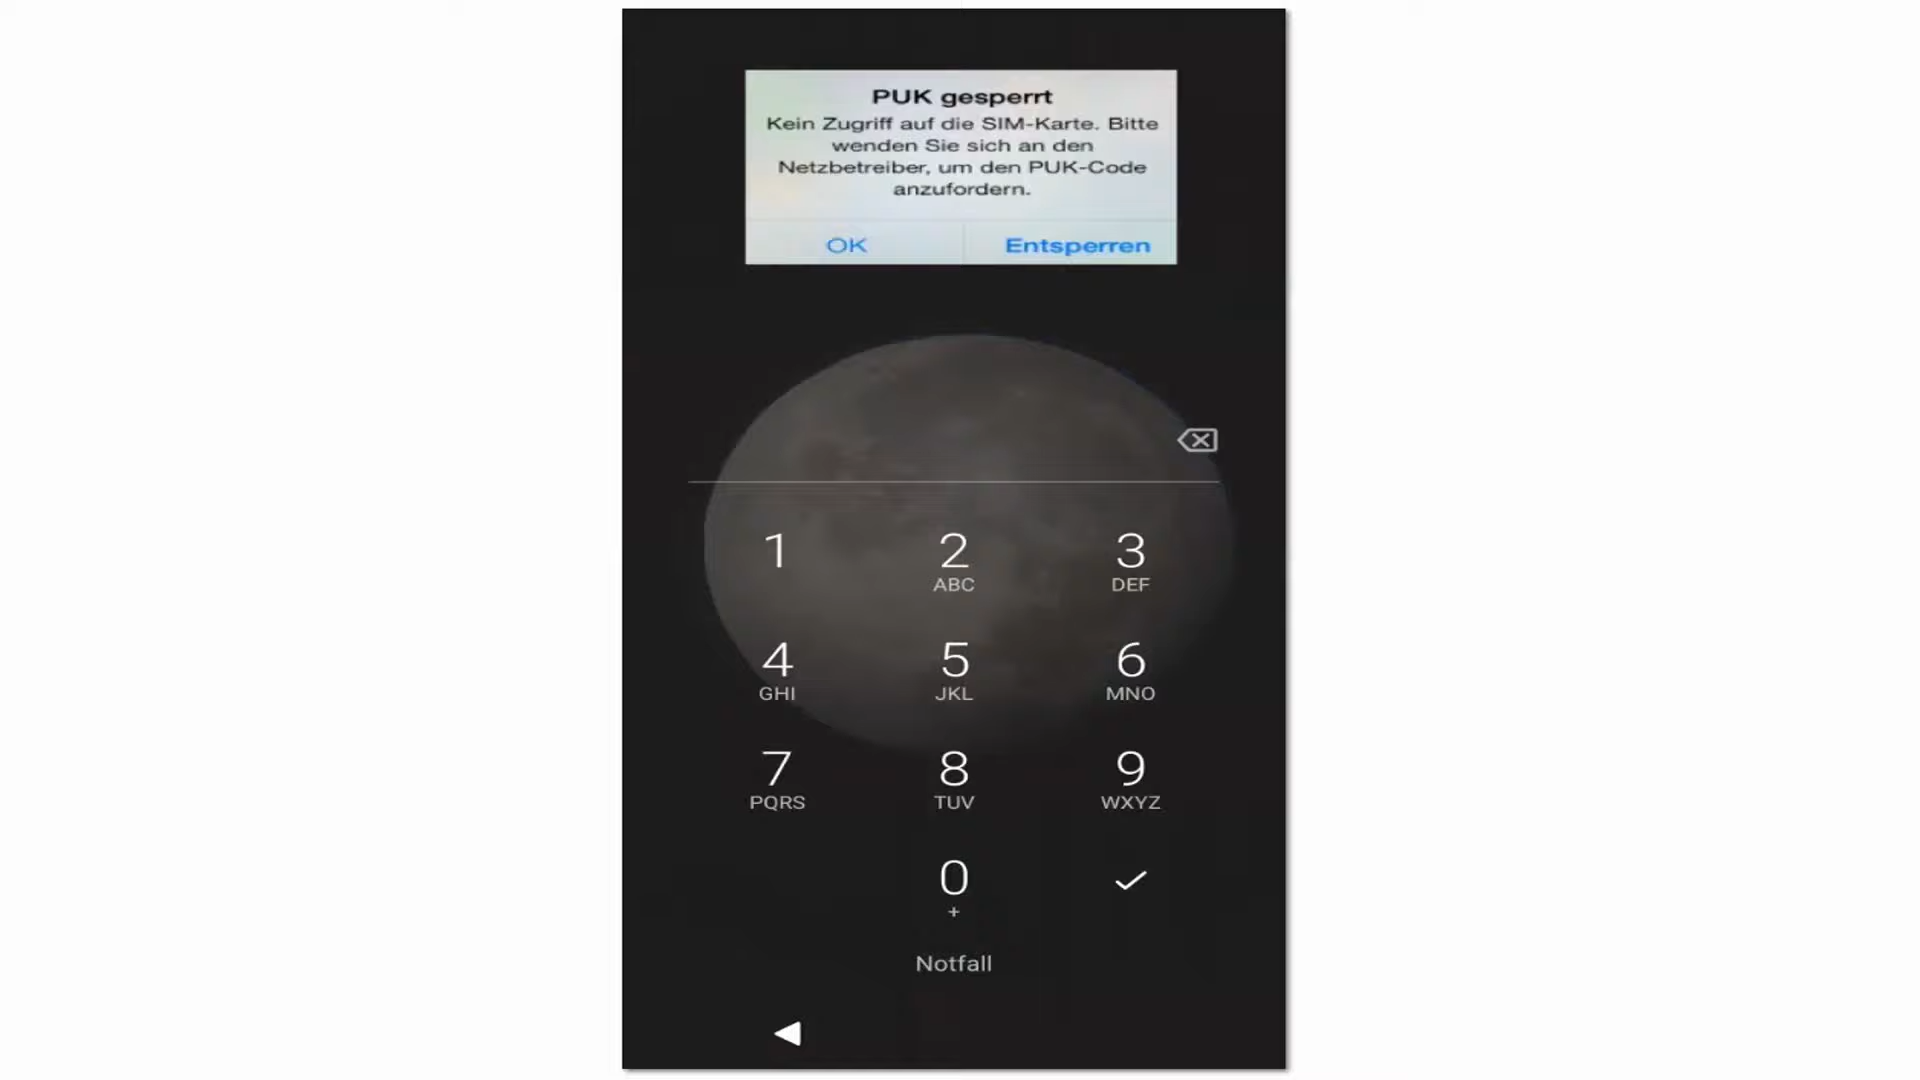 PUK gesperrt
Kein Zugriff auf die SIM-Karte. Bitte
wenden Sie sich an den
Netzbetreiber, um den PUK-Code
anzufordern.
OK Entsperren
1 2 3
ABC DEF
4 5 6
GHI JKL MNO
7 8 9
PQRS TUV WXYZ
0
+
Notfall